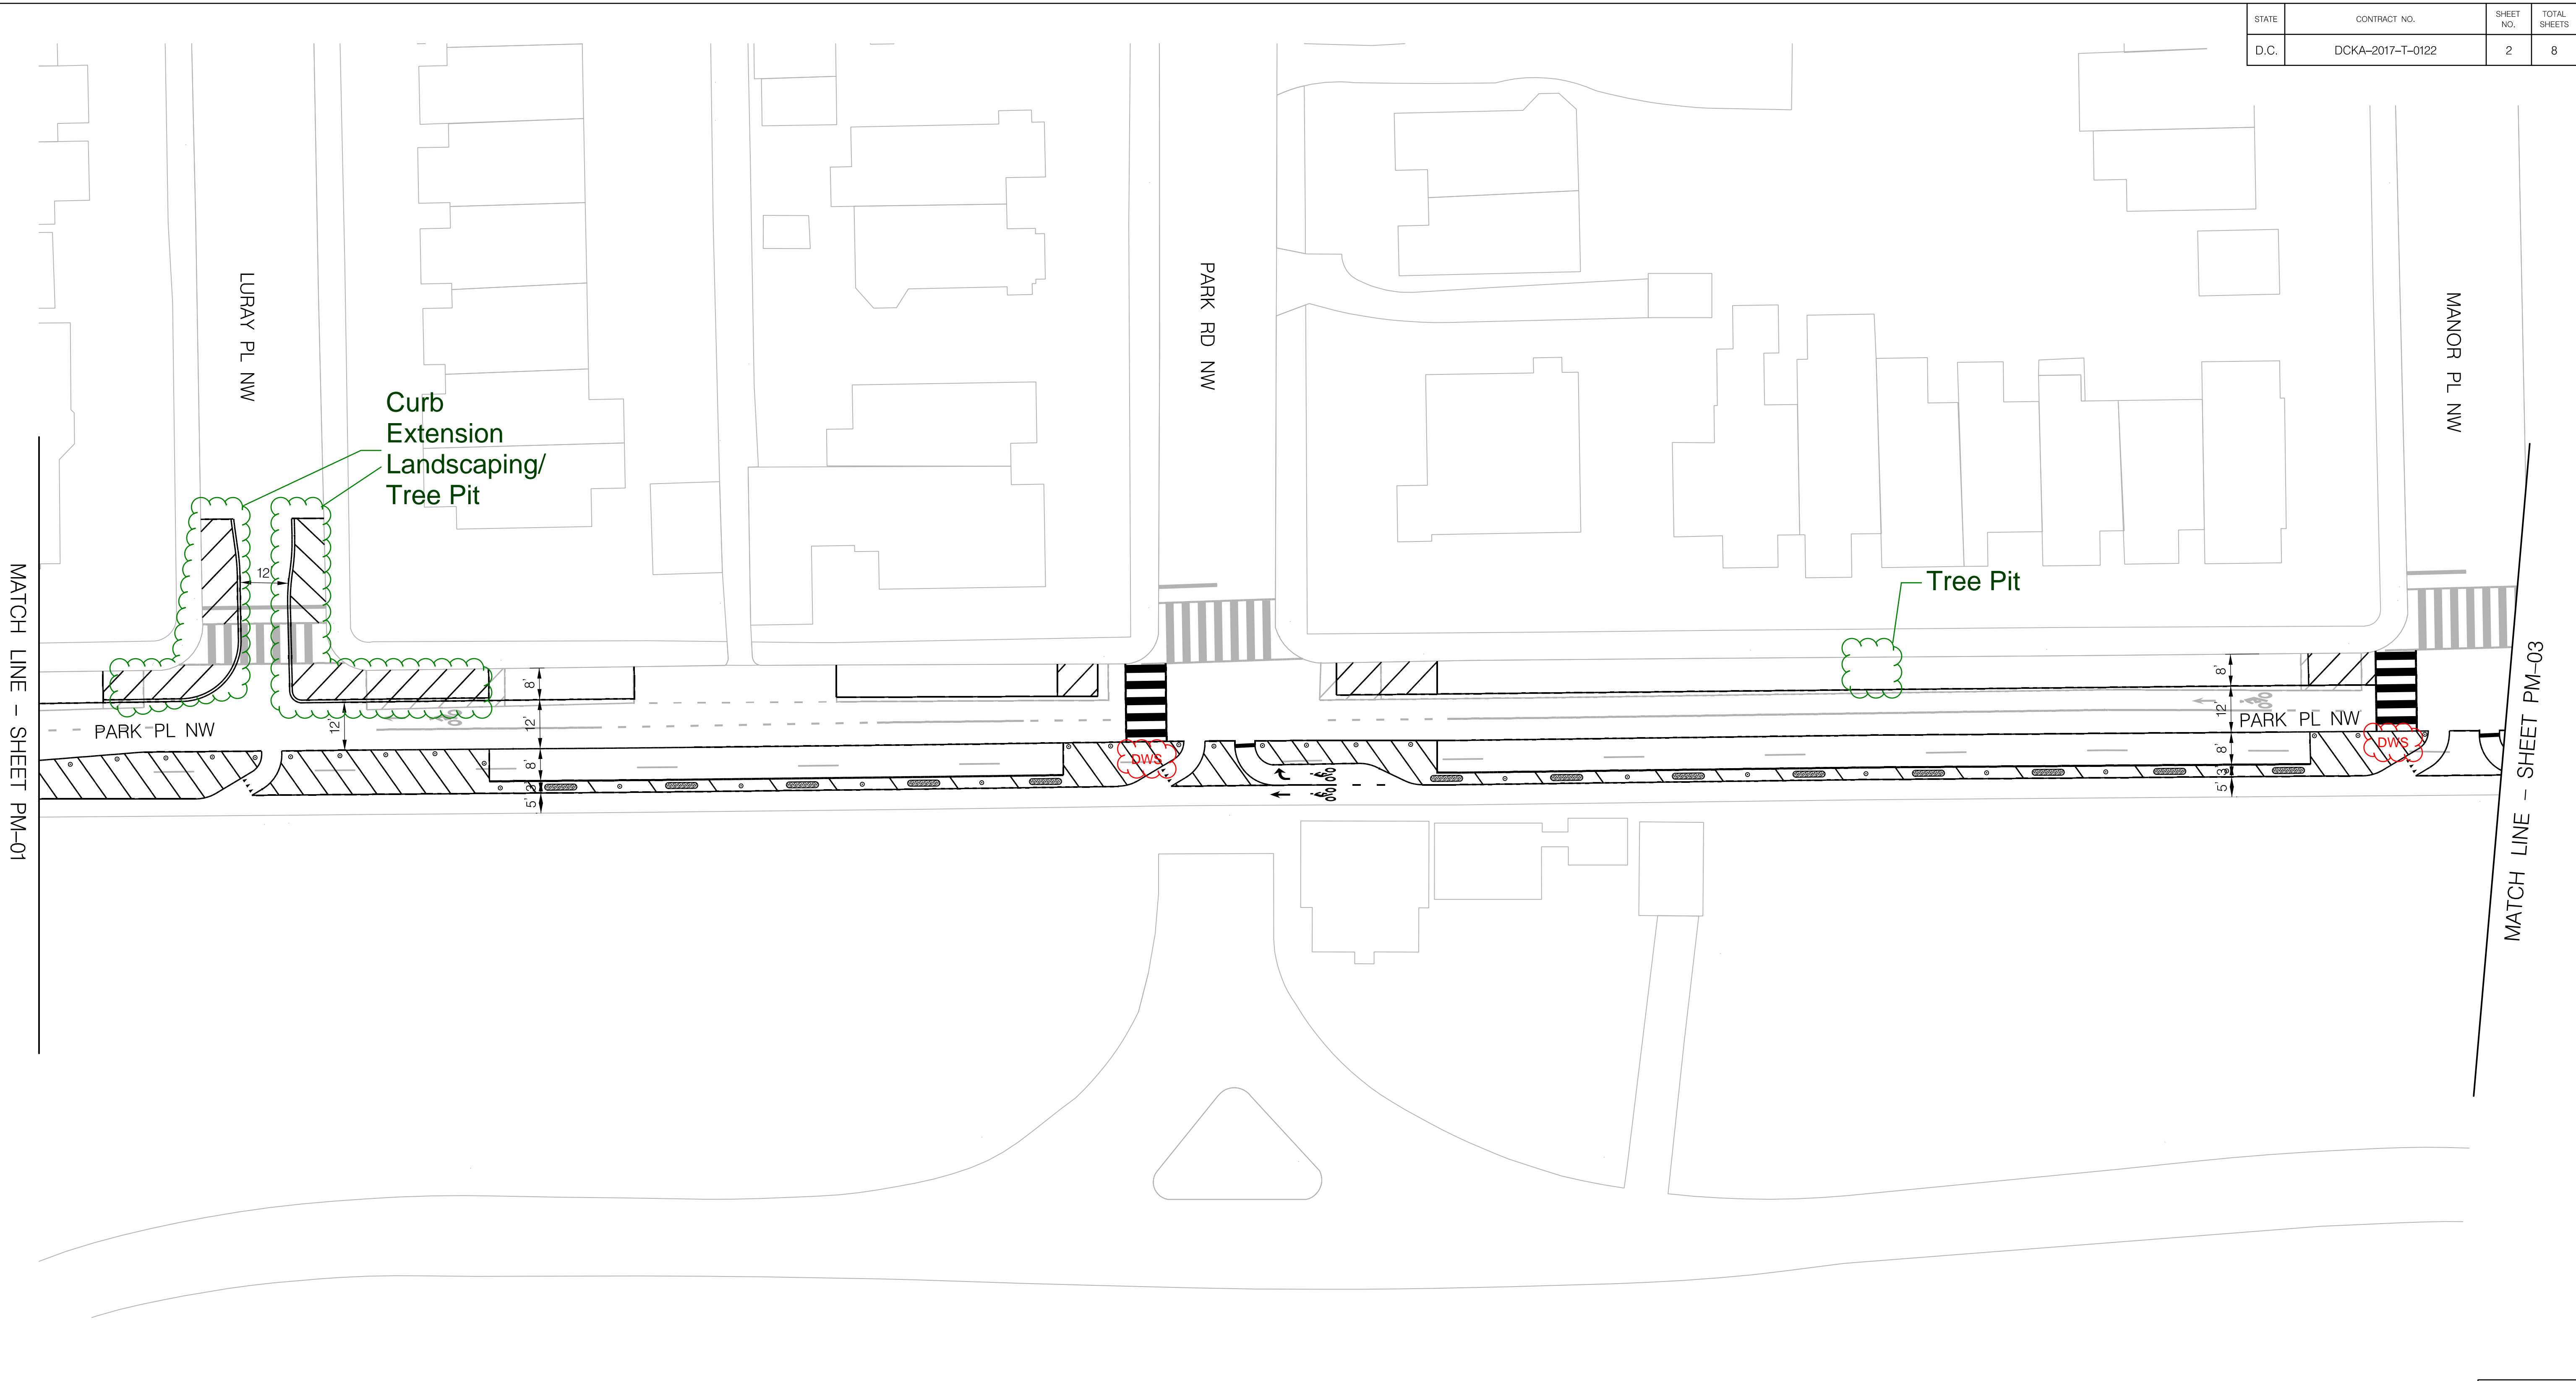 STATE
CONTRACT NO.
SHEET NO.
TOTAL SHEETS
D.C.
DCKA-2017-T-0122
2
8
LURAY PL NW
PARK RD NW
MANOR PL NW
Curb
Extension
Landscaping/
Tree Pit
Tree Pit
12'
MATCH LINE - SHEET PM-01
PARK PL NW
12'
8'
12'
8'
3'
5'
DWS
8'
12'
PARK PL NW
8'
3'
5'
DWS
MATCH LINE - SHEET PM-03